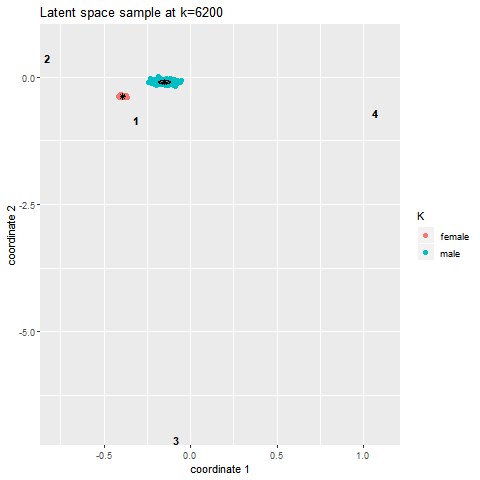 Latent space sample at k=6200
2
0.0
1
4
-2.5
K
female
male
coordinate 2
-5.0
3
-0.5
0.0
0.5
1.0
coordinate 1